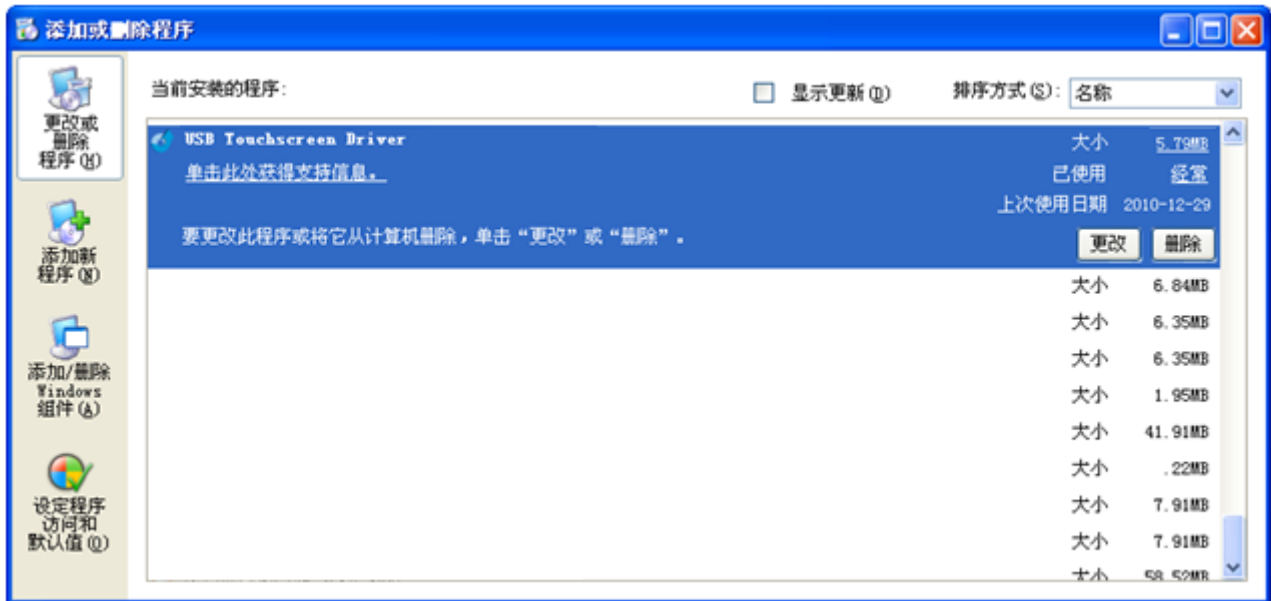 添加或删除程序
更改或
删除
程序(H)
添加新
程序(N)
添加/删除
Windows
组件(A)
设定程序
访问和
默认值(O)
当前安装的程序:
显示更新(D)
排序方式(S): 名称
USB Touchscreen Driver 大小 5.79MB
单击此处获得支持信息。 已使用 经常
上次使用日期 2010-12-29
要更改此程序或将它从计算机删除，单击“更改”或“删除”。 更改 删除
大小 6.84MB
大小 6.35MB
大小 6.35MB
大小 1.95MB
大小 41.91MB
大小 .22MB
大小 7.91MB
大小 7.91MB
大小 58.52MB